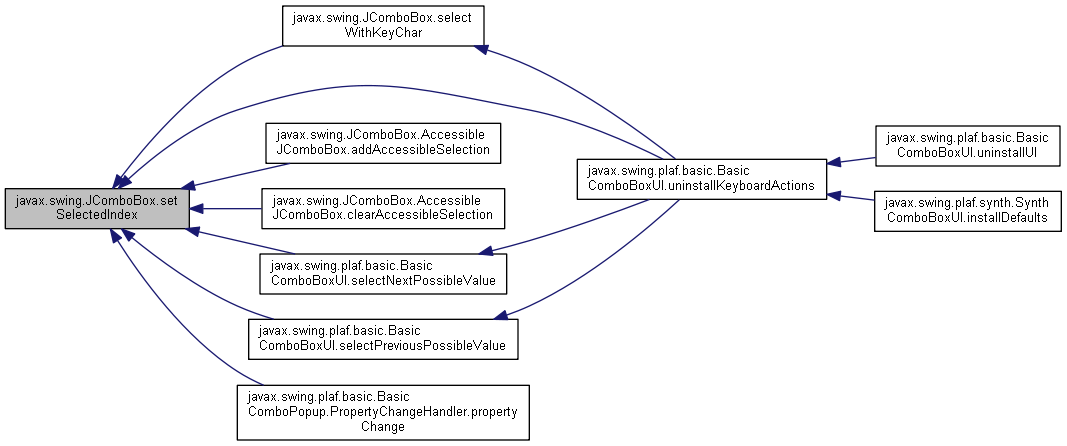 javax.swing.JComboBox.select
WithKeyChar
javax.swing.JComboBox.Accessible
JComboBox.addAccessibleSelection
javax.swing.plaf.basic.Basic
ComboBoxUI.uninstallUI
javax.swing.plaf.basic.Basic
ComboBoxUI.uninstallKeyboardActions
javax.swing.JComboBox.set
SelectedIndex
javax.swing.JComboBox.Accessible
JComboBox.clearAccessibleSelection
javax.swing.plaf.synth.Synth
ComboBoxUI.installDefaults
javax.swing.plaf.basic.Basic
ComboBoxUI.selectNextPossibleValue
javax.swing.plaf.basic.Basic
ComboBoxUI.selectPreviousPossibleValue
javax.swing.plaf.basic.Basic
ComboPopup.PropertyChangeHandler.property
Change